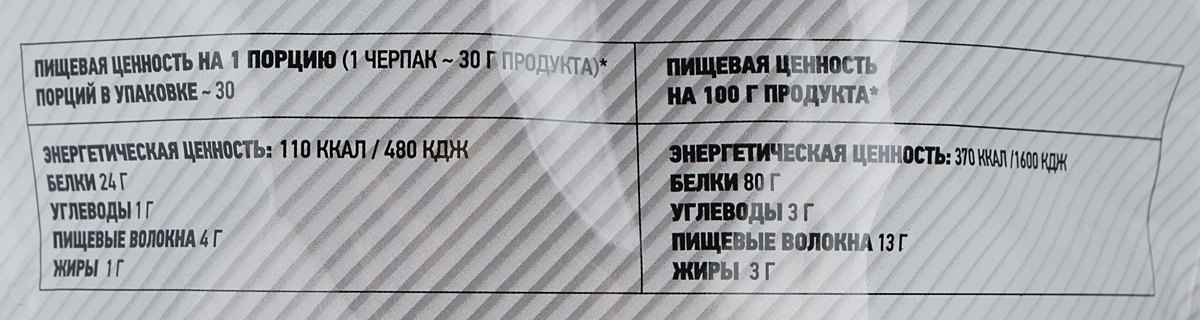 ПИЩЕВАЯ ЦЕННОСТЬ НА 1 ПОРЦИЮ (1 ЧЕРПАК ~ 30 Г ПРОДУКТА)*
ПОРЦИЙ В УПАКОВКЕ ~ 30
ЭНЕРГЕТИЧЕСКАЯ ЦЕННОСТЬ: 110 ККАЛ / 480 КДЖ
БЕЛКИ 24 Г
УГЛЕВОДЫ 1 Г
ПИЩЕВЫЕ ВОЛОКНА 4 Г
ЖИРЫ 1 Г
ПИЩЕВАЯ ЦЕННОСТЬ
НА 100 Г ПРОДУКТА*
ЭНЕРГЕТИЧЕСКАЯ ЦЕННОСТЬ: 370 ККАЛ /1600 КДЖ
БЕЛКИ 80 Г
УГЛЕВОДЫ 3 Г
ПИЩЕВЫЕ ВОЛОКНА 13 Г
ЖИРЫ 3 Г